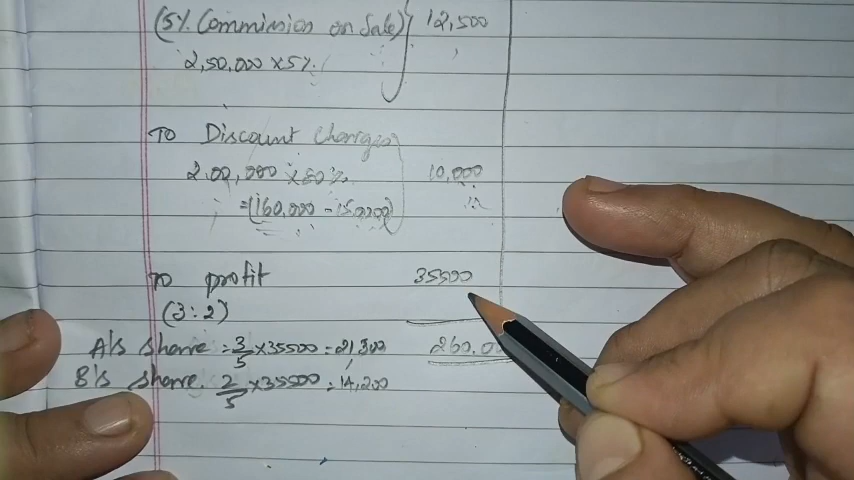 (5% Commission on Sale) 12,500
2,50,000 x 5%.
To Discount Charges
2,00,000 x 80%. 10,000
=(160,000 - 150,000)
To profit 35500
(3:2)
A's Share = 3/5 x 35500 = 21,300 260,00
B's Share. 2/5 x 35500 = 14,200